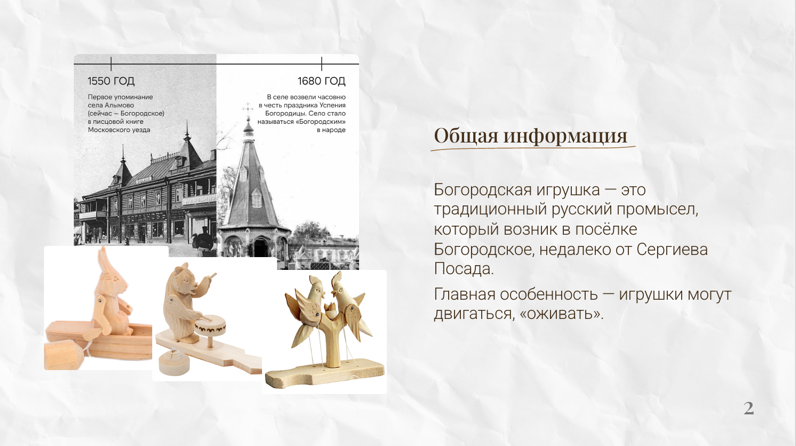 1550 ГОД
Первое упоминание
села Алымово
(сейчас – Богородское)
в писцовой книге
Московского уезда
1680 ГОД
В селе возвели часовню
в честь праздника Успения
Богородицы. Село стало
называться «Богородским»
в народе
Общая информация
Богородская игрушка — это
традиционный русский промысел,
который возник в посёлке
Богородское, недалеко от Сергиева
Посада.
Главная особенность — игрушки могут
двигаться, «оживать».
2